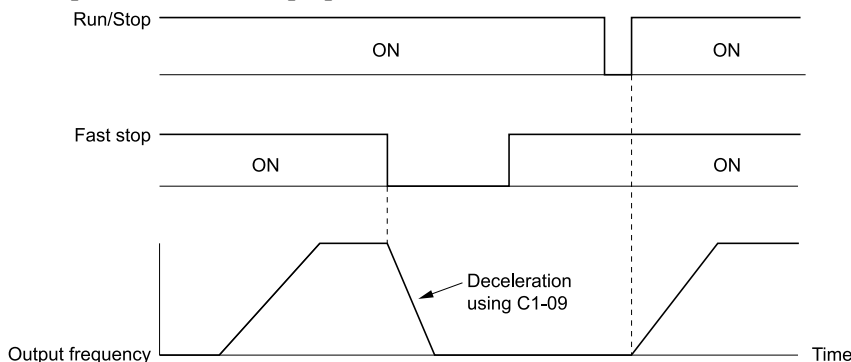 Run/Stop
ON
ON
Fast stop
ON
ON
Deceleration
using C1-09
Output frequency
Time